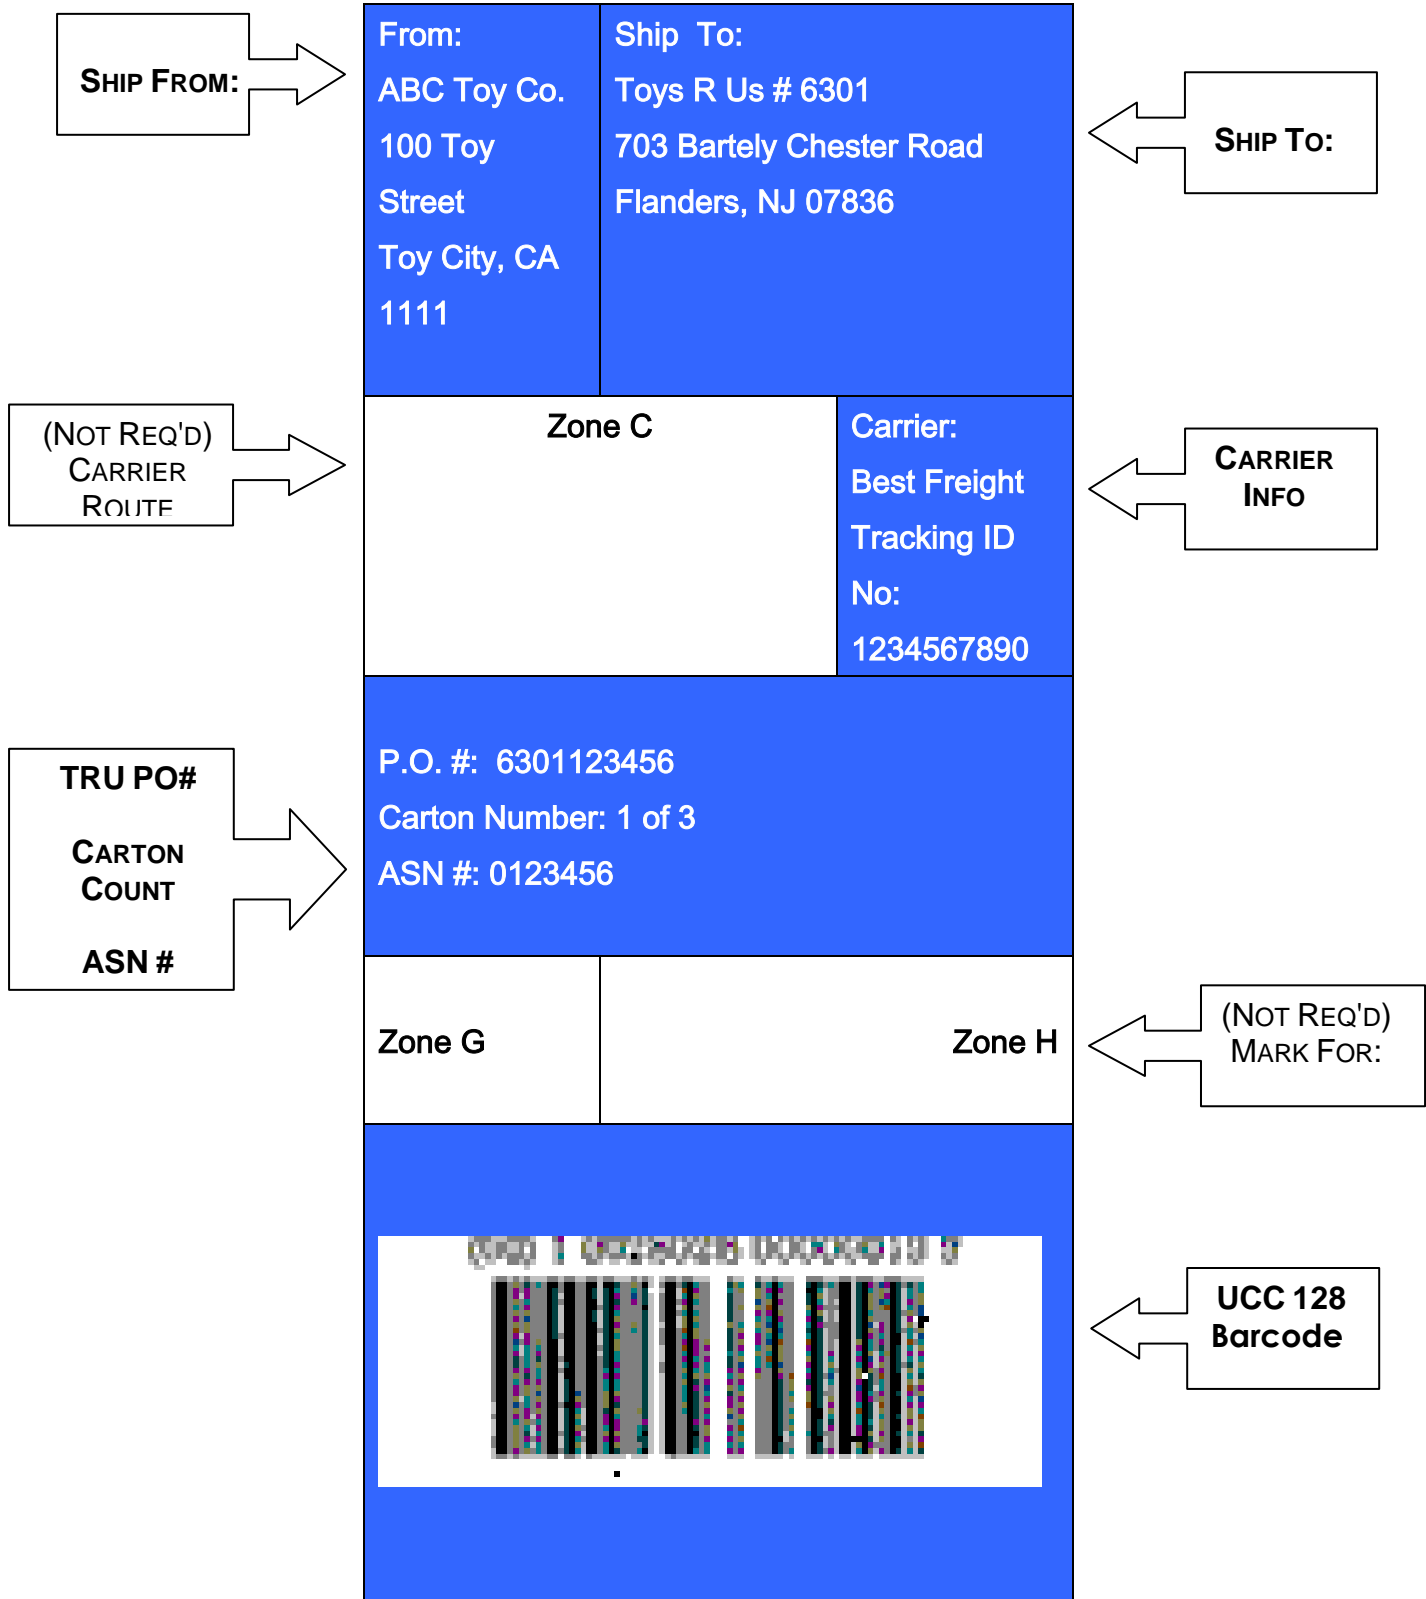 SHIP FROM:
From:
ABC Toy Co.
100 Toy
Street
Toy City, CA
1111
Ship To:
Toys R Us # 6301
703 Bartely Chester Road
Flanders, NJ 07836
SHIP TO:
(NOT REQ'D)
CARRIER
ROUTE
Zone C
Carrier:
Best Freight
Tracking ID
No:
1234567890
CARRIER
INFO
TRU PO#
CARTON
COUNT
ASN #
P.O. #: 6301123456
Carton Number: 1 of 3
ASN #: 0123456
Zone G
Zone H
(NOT REQ'D)
MARK FOR:
UCC 128
Barcode